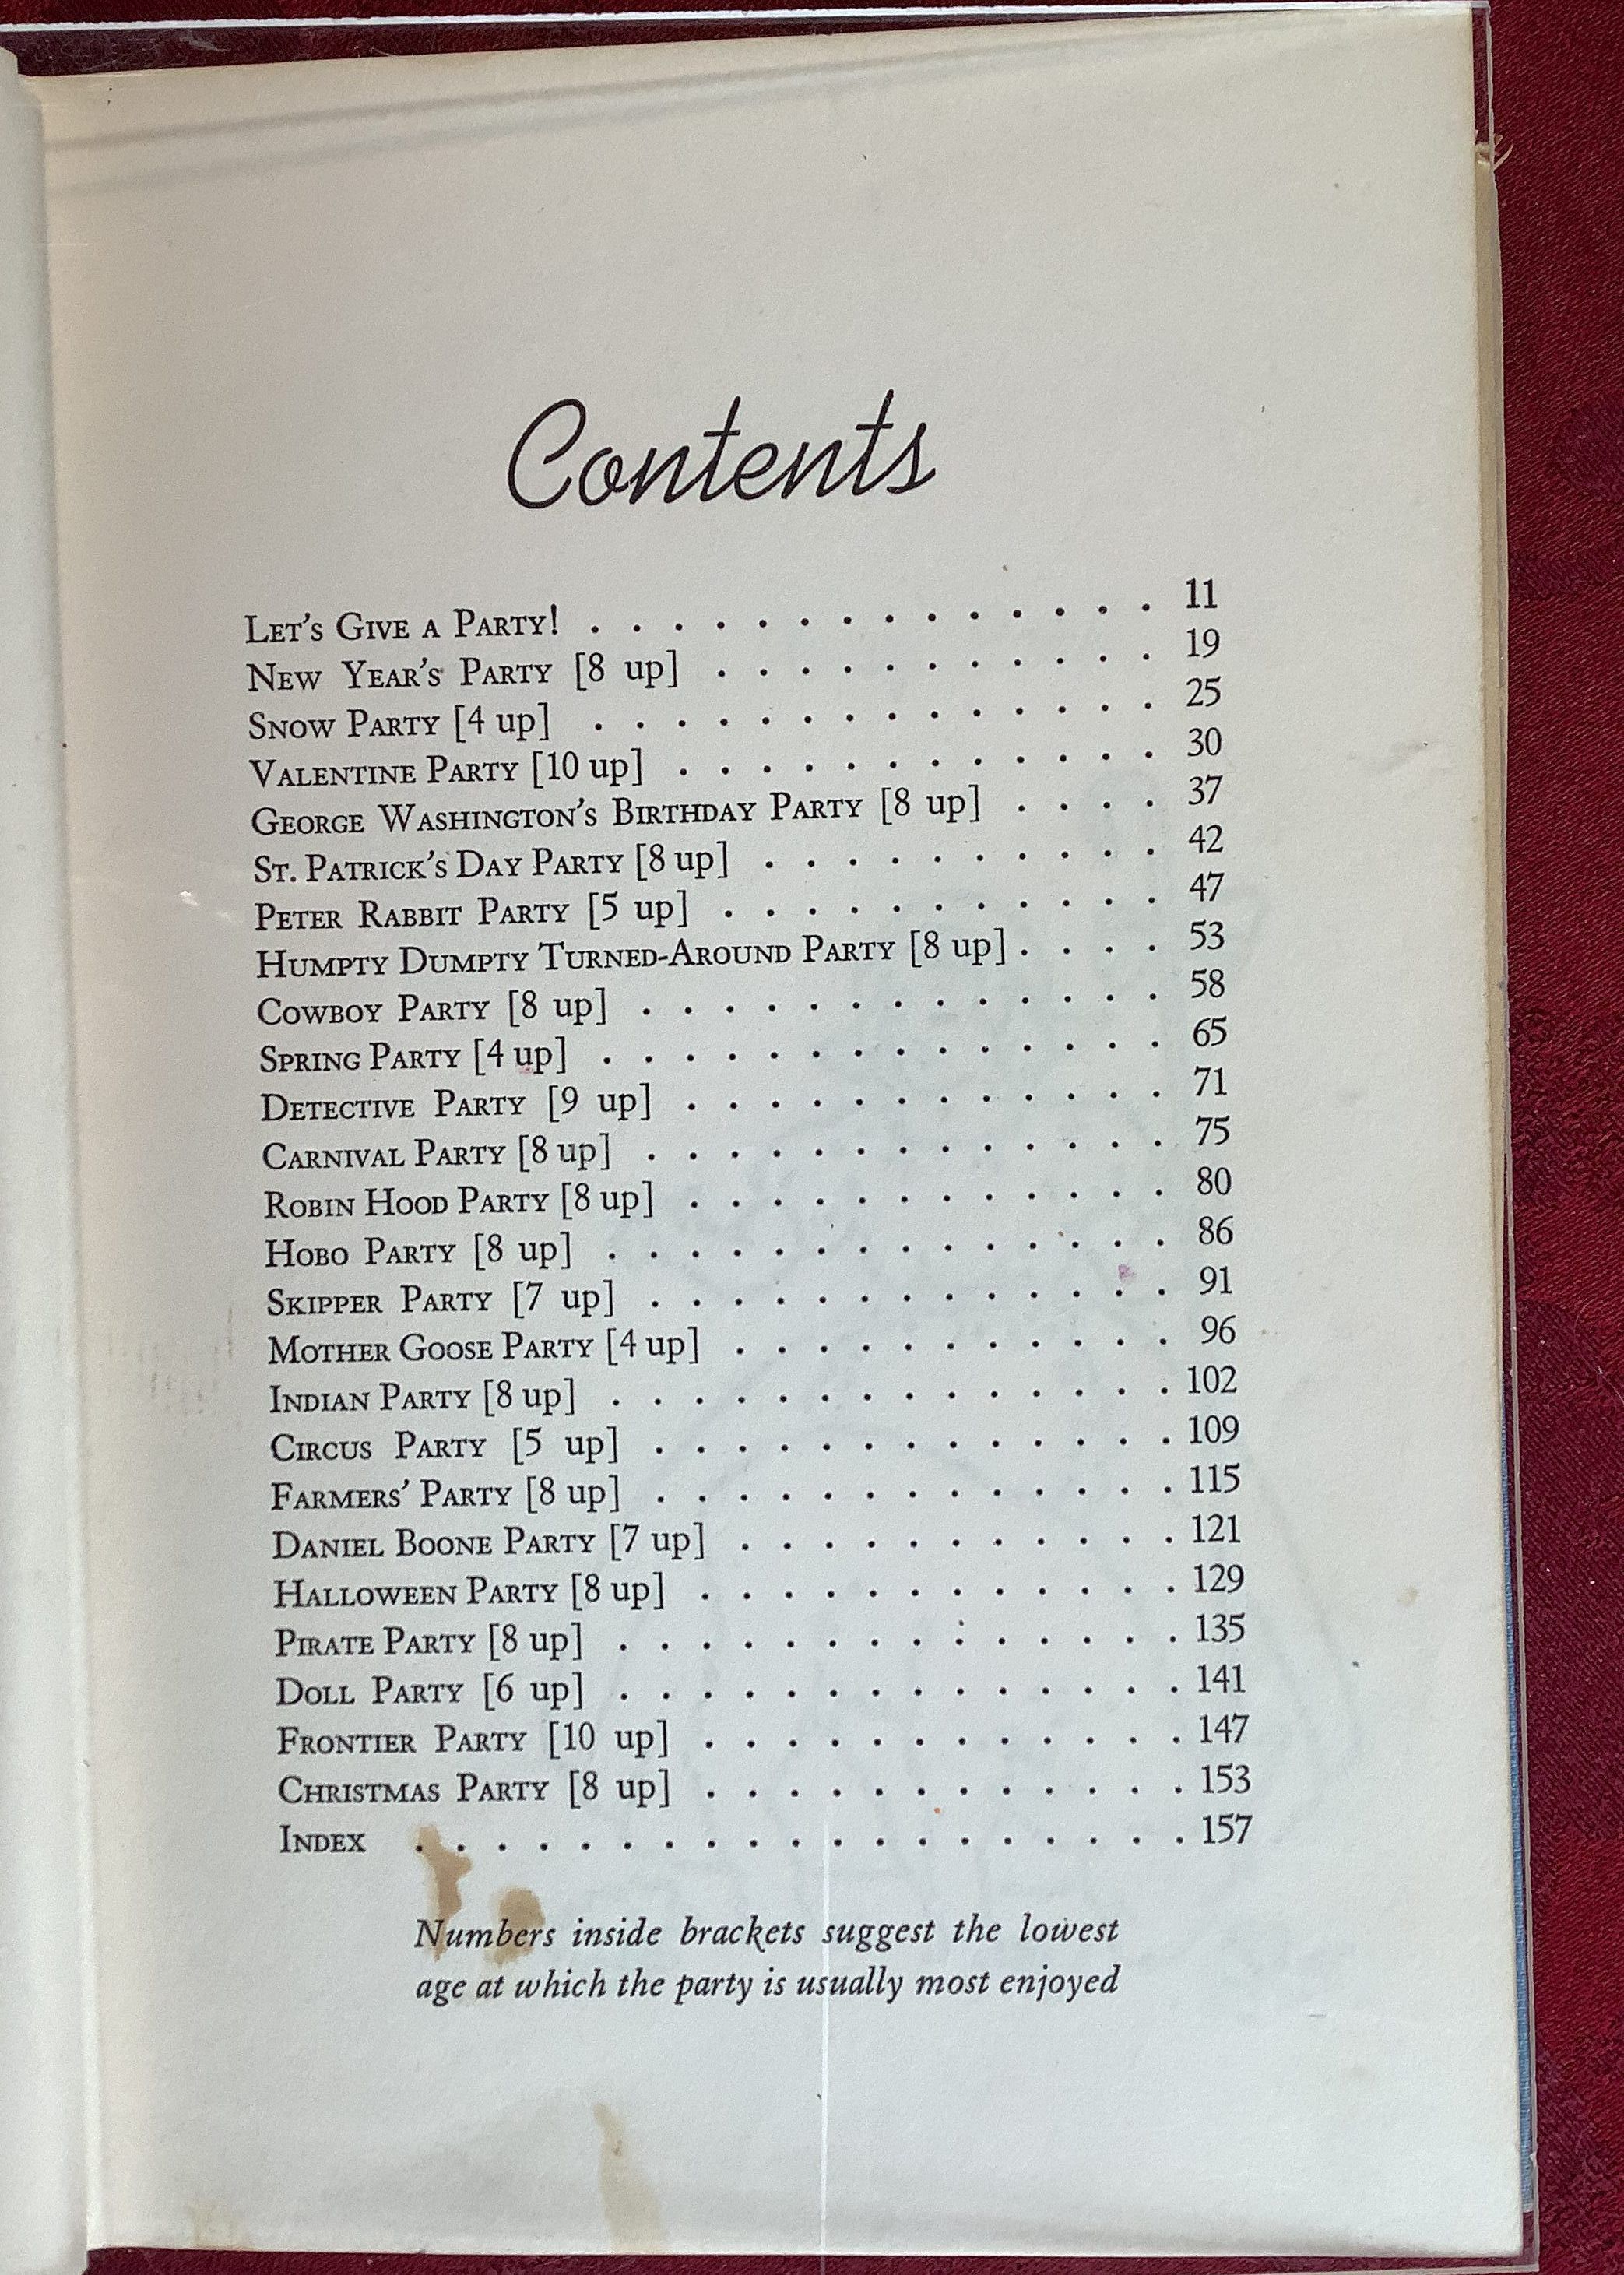 Contents
Let's Give a Party! . . . . . . . . . . . . . . 11
New Year's Party [8 up] . . . . . . . . . . . 19
Snow Party [4 up] . . . . . . . . . . . . . . 25
Valentine Party [10 up] . . . . . . . . . . . . 30
George Washington's Birthday Party [8 up] . . . . 37
St. Patrick's Day Party [8 up] . . . . . . . . . . 42
Peter Rabbit Party [5 up] . . . . . . . . . . . 47
Humpty Dumpty Turned-Around Party [8 up] . . . . 53
Cowboy Party [8 up] . . . . . . . . . . . . . 58
Spring Party [4 up] . . . . . . . . . . . . . . 65
Detective Party [9 up] . . . . . . . . . . . . 71
Carnival Party [8 up] . . . . . . . . . . . . . 75
Robin Hood Party [8 up] . . . . . . . . . . . . 80
Hobo Party [8 up] . . . . . . . . . . . . . . 86
Skipper Party [7 up] . . . . . . . . . . . . . 91
Mother Goose Party [4 up] . . . . . . . . . . . 96
Indian Party [8 up] . . . . . . . . . . . . . . 102
Circus Party [5 up] . . . . . . . . . . . . . 109
Farmers' Party [8 up] . . . . . . . . . . . . . 115
Daniel Boone Party [7 up] . . . . . . . . . . . 121
Halloween Party [8 up] . . . . . . . . . . . . 129
Pirate Party [8 up] . . . . . . . . . . . . . . 135
Doll Party [6 up] . . . . . . . . . . . . . . 141
Frontier Party [10 up] . . . . . . . . . . . . 147
Christmas Party [8 up] . . . . . . . . . . . . 153
Index . . . . . . . . . . . . . . . . . . . 157
Numbers inside brackets suggest the lowest
age at which the party is usually most enjoyed